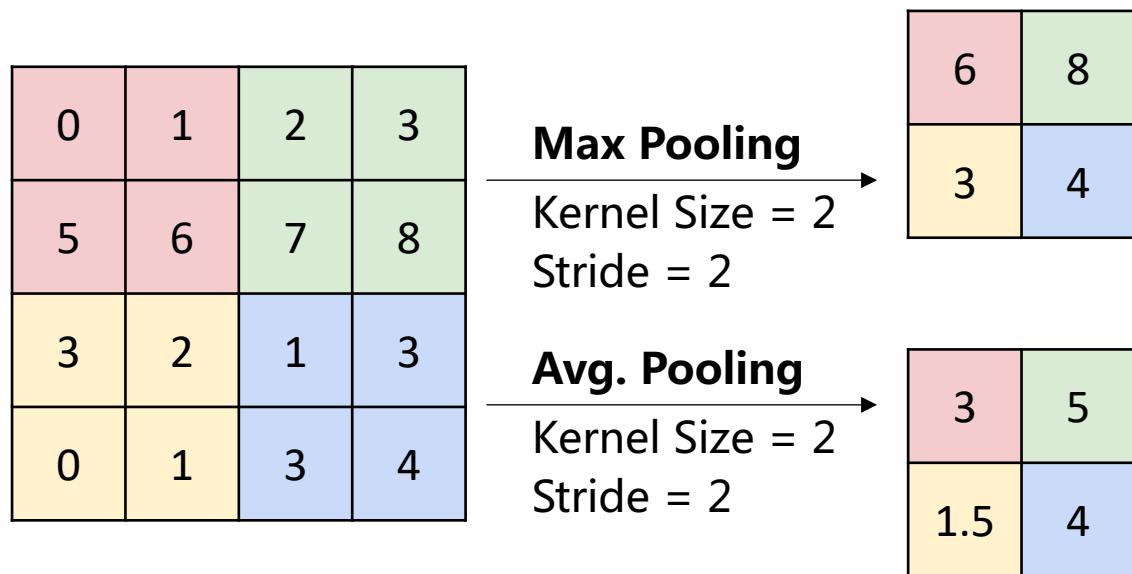 0 1 2 3
5 6 7 8
3 2 1 3
0 1 3 4
Max Pooling
Kernel Size = 2
Stride = 2
6 8
3 4
Avg. Pooling
Kernel Size = 2
Stride = 2
3 5
1.5 4